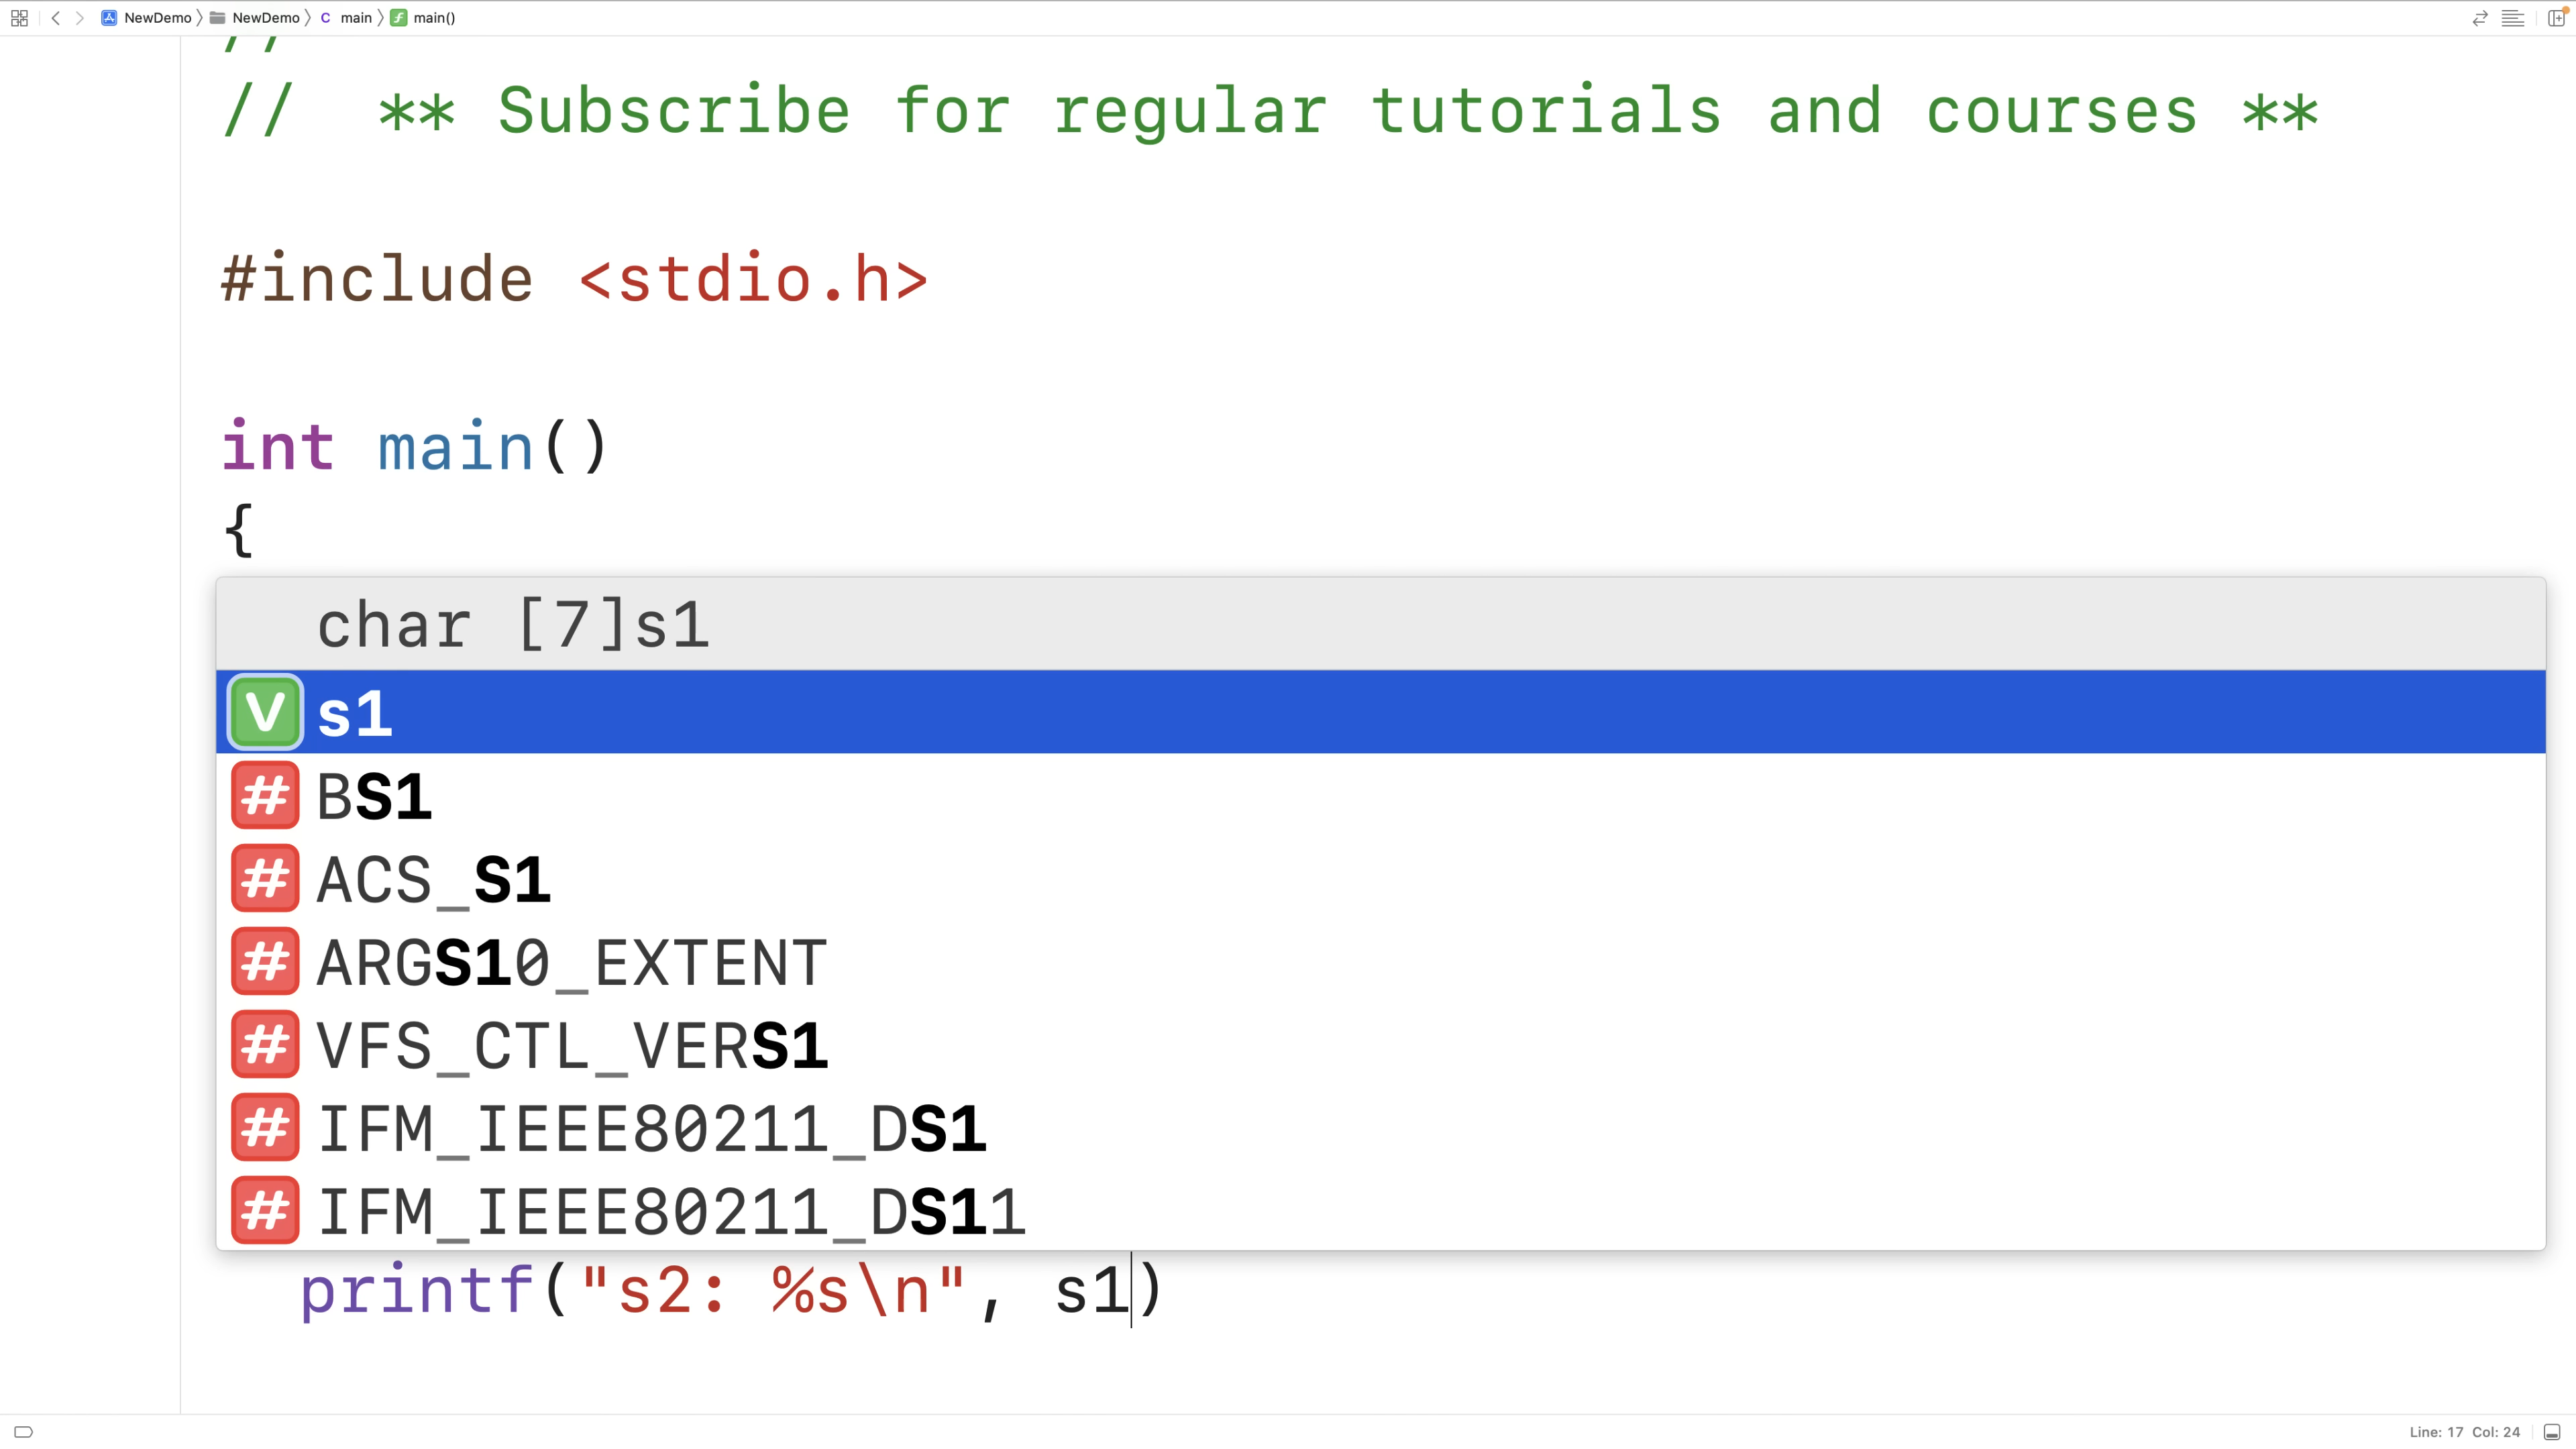 NewDemo 〉 NewDemo 〉 C main 〉 f main()
//
// ** Subscribe for regular tutorials and courses **
#include <stdio.h>
int main()
{
char [7]s1
V s1
# BS1
# ACS_S1
# ARGS10_EXTENT
# VFS_CTL_VERS1
# IFM_IEEE80211_DS1
# IFM_IEEE80211_DS11
printf("s2: %s\n", s1)
Line: 17 Col: 24